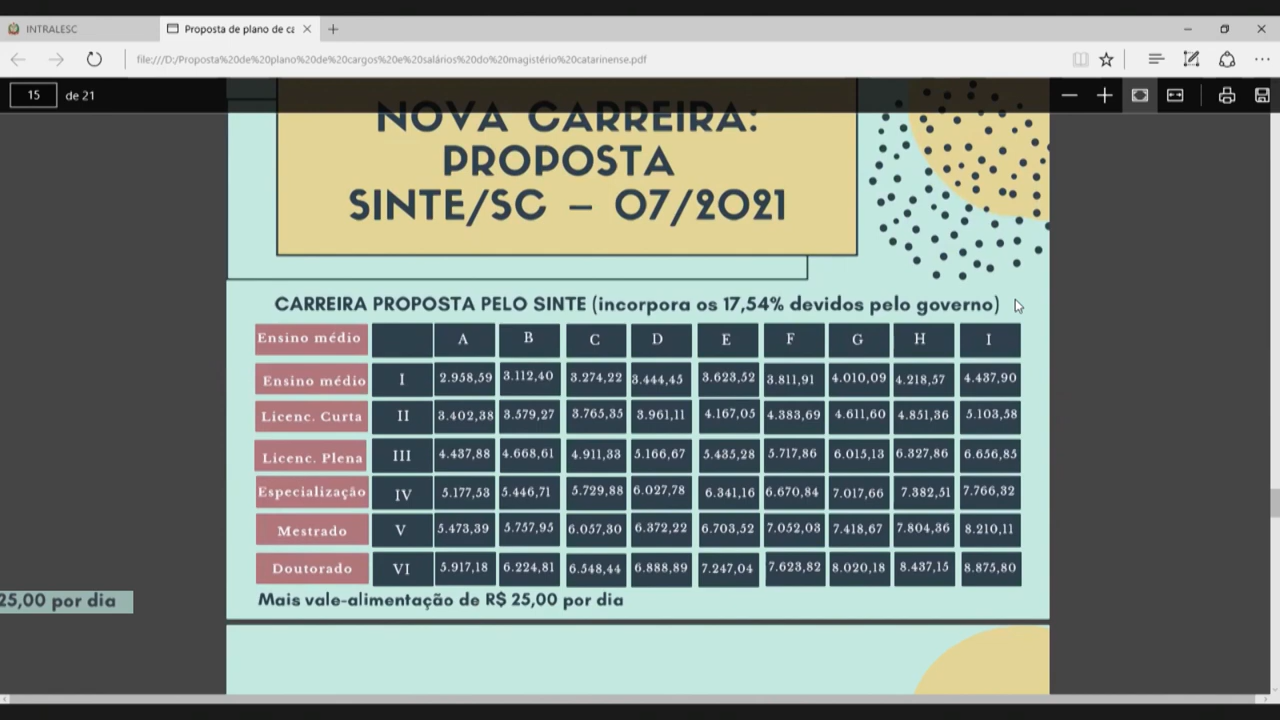 INTRALESC
Proposta de plano de ca
file:///D:/Proposta%20de%20plano%20de%20cargos%20e%20salários%20do%20magistério%20catarinense.pdf
15 de 21
NOVA CARREIRA:
PROPOSTA
SINTE/SC – 07/2021
CARREIRA PROPOSTA PELO SINTE (incorpora os 17,54% devidos pelo governo)
Ensino médio A B C D E F G H I
Ensino médio I 2.958,59 3.112,40 3.274,22 3.444,45 3.623,52 3.811,91 4.010,09 4.218,57 4.437,90
Licenc. Curta II 3.402,38 3.579,27 3.765,35 3.961,11 4.167,05 4.383,69 4.611,60 4.851,36 5.103,58
Licenc. Plena III 4.437,88 4.668,61 4.911,33 5.166,67 5.435,28 5.717,86 6.015,13 6.327,86 6.656,85
Especialização IV 5.177,53 5.446,71 5.729,88 6.027,78 6.341,16 6.670,84 7.017,66 7.382,51 7.766,32
Mestrado V 5.473,39 5.757,95 6.057,30 6.372,22 6.703,52 7.052,03 7.418,67 7.804,36 8.210,11
Doutorado VI 5.917,18 6.224,81 6.548,44 6.888,89 7.247,04 7.623,82 8.020,18 8.437,15 8.875,80
25,00 por dia
Mais vale-alimentação de R$ 25,00 por dia